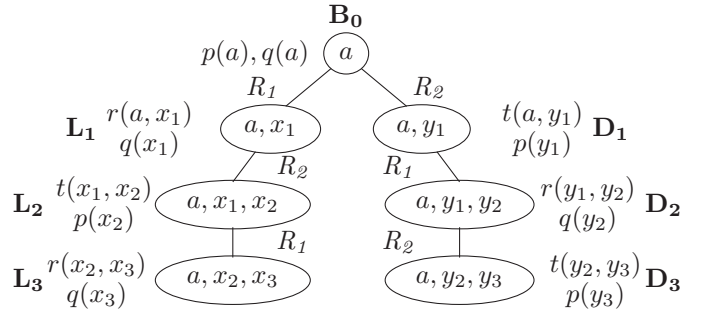 B₀
p(a), q(a) a
R₁ R₂
L₁ r(a, x₁) q(x₁) a, x₁ a, y₁ t(a, y₁) p(y₁) D₁
R₂ R₁
L₂ t(x₁, x₂) p(x₂) a, x₁, x₂ a, y₁, y₂ r(y₁, y₂) q(y₂) D₂
R₁ R₂
L₃ r(x₂, x₃) q(x₃) a, x₂, x₃ a, y₂, y₃ t(y₂, y₃) p(y₃) D₃